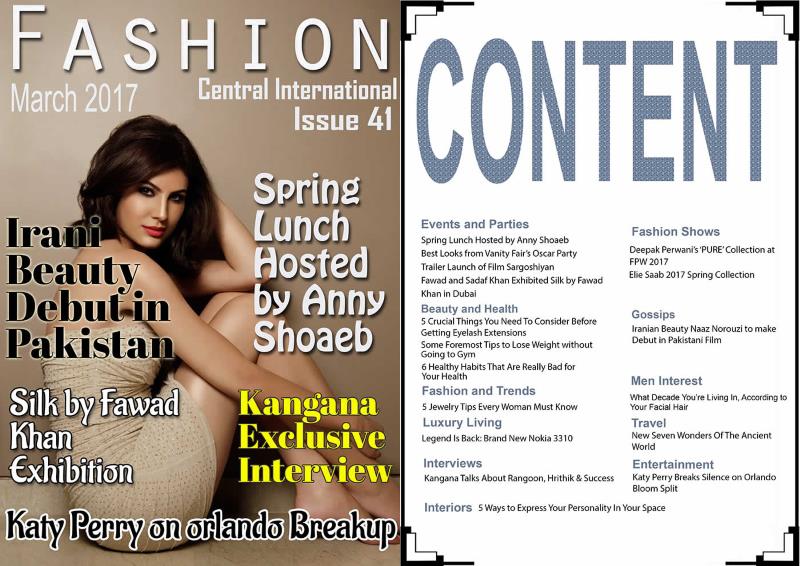 FASHION
March 2017
Central International
Issue 41
Irani
Beauty
Debut in
Pakistan
Spring
Lunch
Hosted
by Anny
Shoaeb
Silk by Fawad
Khan
Exhibition
Kangana
Exclusive
Interview
Katy Perry on orlando Breakup
CONTENT
Events and Parties
Spring Lunch Hosted by Anny Shoaeb
Best Looks from Vanity Fair's Oscar Party
Trailer Launch of Film Sargoshiyan
Fawad and Sadaf Khan Exhibited Silk by Fawad
Khan in Dubai
Beauty and Health
5 Crucial Things You Need To Consider Before
Getting Eyelash Extensions
Some Foremost Tips to Lose Weight without
Going to Gym
6 Healthy Habits That Are Really Bad for
Your Health
Fashion and Trends
5 Jewelry Tips Every Woman Must Know
Luxury Living
Legend Is Back: Brand New Nokia 3310
Interviews
Kangana Talks About Rangoon, Hrithik & Success
Interiors 5 Ways to Express Your Personality In Your Space
Fashion Shows
Deepak Perwani's 'PURE' Collection at
FPW 2017
Elie Saab 2017 Spring Collection
Gossips
Iranian Beauty Naaz Norouzi to make
Debut in Pakistani Film
Men Interest
What Decade You're Living In, According to
Your Facial Hair
Travel
New Seven Wonders Of The Ancient
World
Entertainment
Katy Perry Breaks Silence on Orlando
Bloom Split